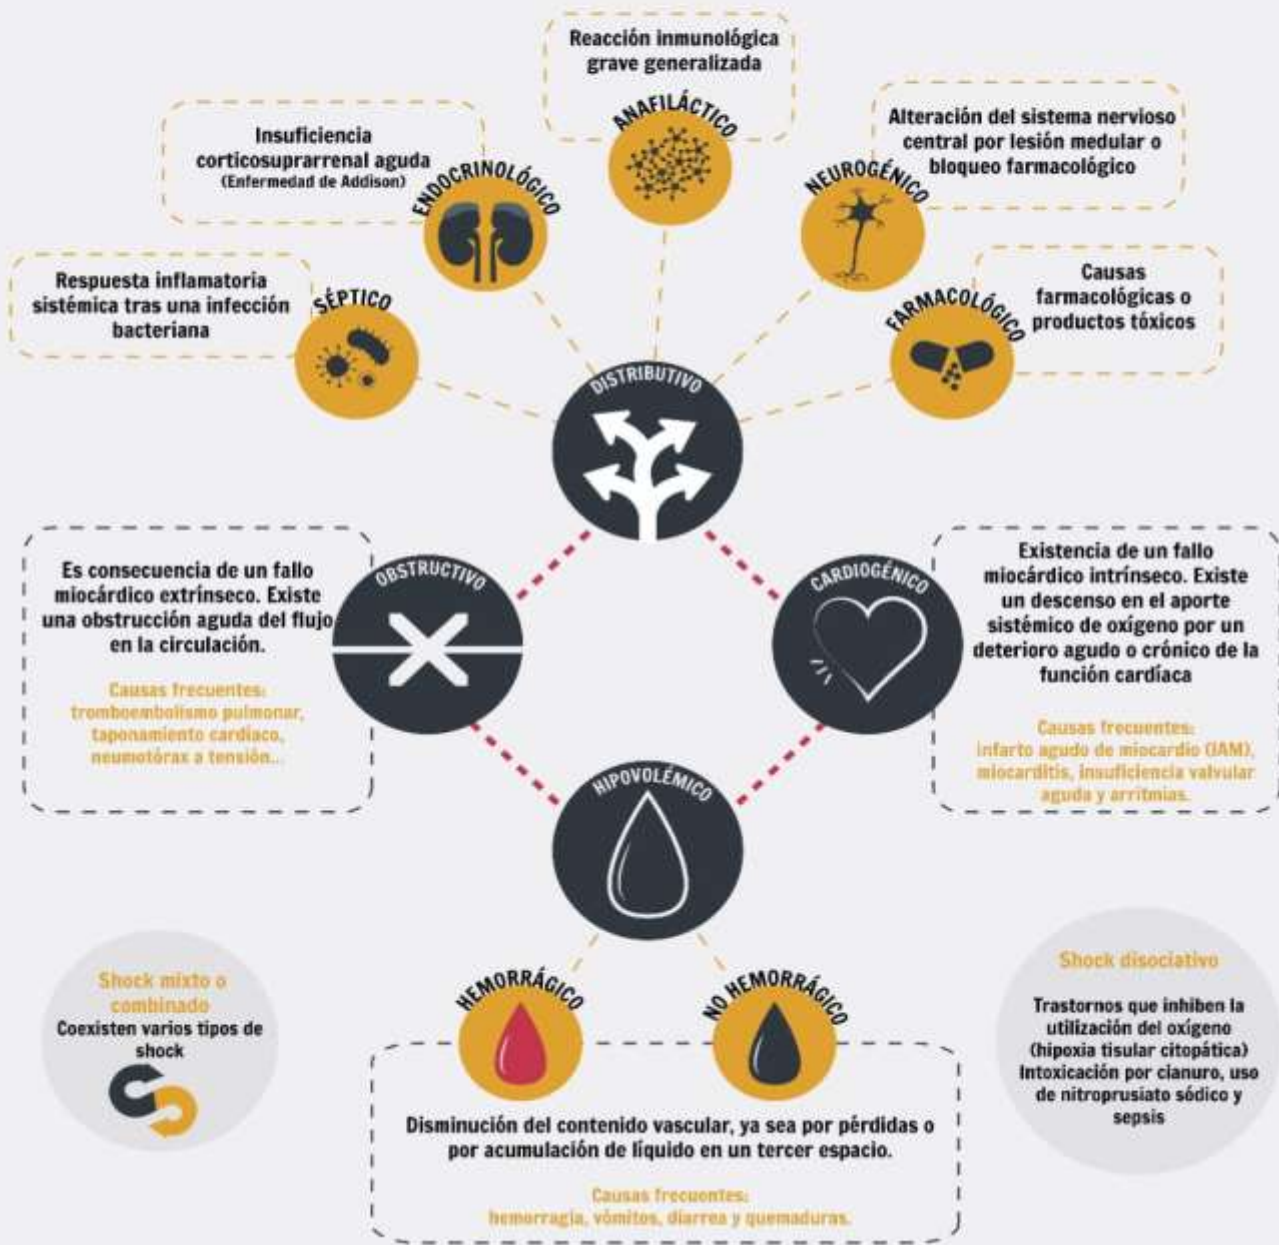 Reacción inmunológica
grave generalizada
ANAFILÁCTICO
Insuficiencia
corticosuprarrenal aguda
(Enfermedad de Addison)
ENDOCRINOLÓGICO
Alteración del sistema nervioso
central por lesión medular o
bloqueo farmacológico
NEUROGÉNICO
Respuesta inflamatoria
sistémica tras una infección
bacteriana
SÉPTICO
Causas
farmacológicas o
productos tóxicos
FARMACOLÓGICO
DISTRIBUTIVO
Es consecuencia de un fallo
miocárdico extrínseco. Existe
una obstrucción aguda del flujo
en la circulación.
Causas frecuentes:
tromboembolismo pulmonar,
taponamiento cardíaco,
neumotórax a tensión...
OBSTRUCTIVO
CARDIOGÉNICO
Existencia de un fallo
miocárdico intrínseco. Existe
un descenso en el aporte
sistémico de oxígeno por un
deterioro agudo o crónico de la
función cardíaca
Causas frecuentes:
infarto agudo de miocardio (IAM),
miocarditis, insuficiencia valvular
aguda y arritmias.
HIPOVOLÉMICO
Shock mixto o
combinado
Coexisten varios tipos de
shock
HEMORRÁGICO
NO HEMORRÁGICO
Disminución del contenido vascular, ya sea por pérdidas o
por acumulación de líquido en un tercer espacio.
Causas frecuentes:
hemorragia, vómitos, diarrea y quemaduras.
Shock disociativo
Trastornos que inhiben la
utilización del oxígeno
(hipoxia tisular citopática)
Intoxicación por cianuro, uso
de nitroprusiato sódico y
sepsis